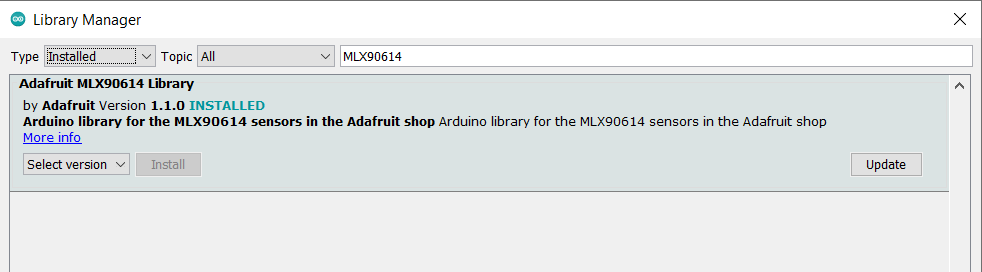 Library Manager
Type Installed Topic All MLX90614
Adafruit MLX90614 Library
by Adafruit Version 1.1.0 INSTALLED
Arduino library for the MLX90614 sensors in the Adafruit shop Arduino library for the MLX90614 sensors in the Adafruit shop
More info
Select version Install Update